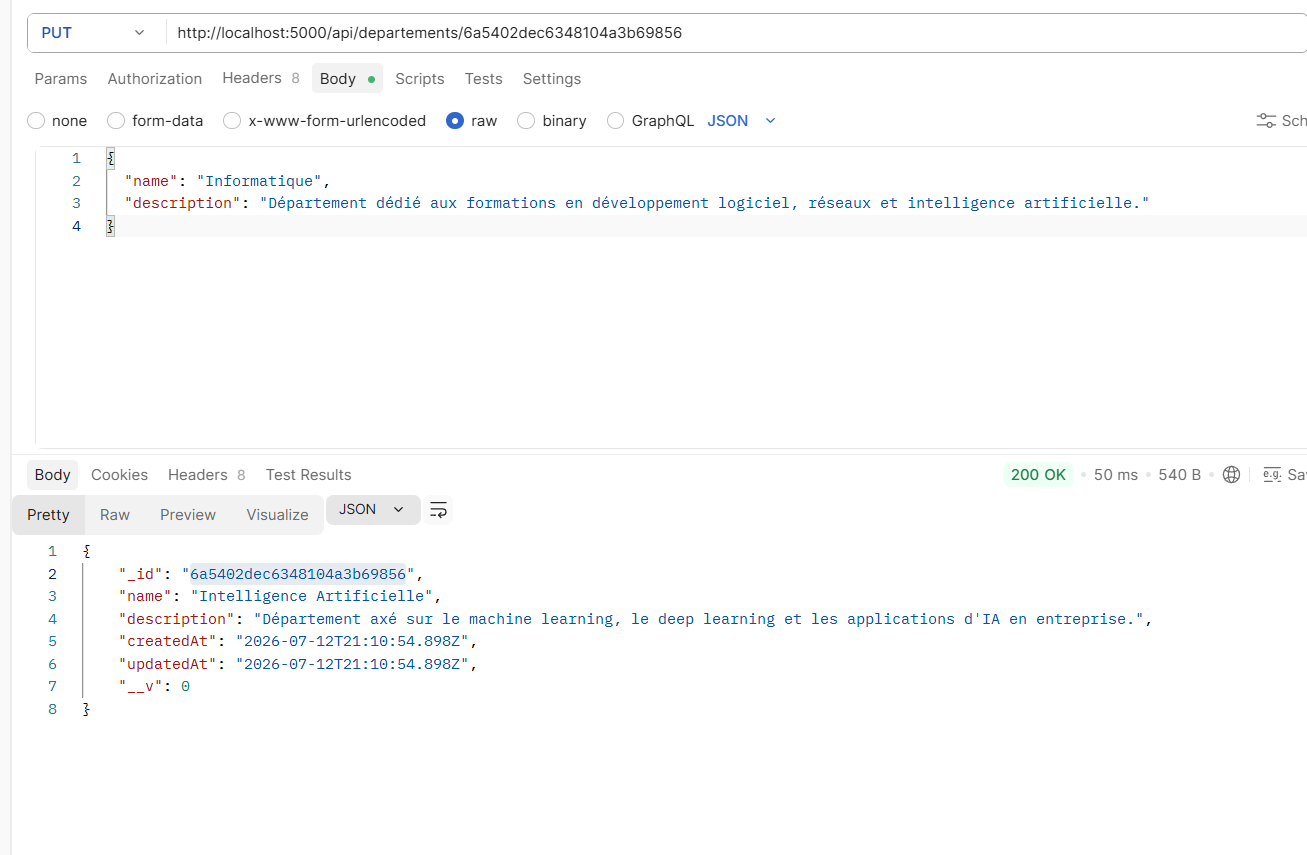 PUT http://localhost:5000/api/departements/6a5402dec6348104a3b69856
Params Authorization Headers 8 Body Scripts Tests Settings
none form-data x-www-form-urlencoded raw binary GraphQL JSON Sch
1 {
2 "name": "Informatique",
3 "description": "Département dédié aux formations en développement logiciel, réseaux et intelligence artificielle."
4 }
Body Cookies Headers 8 Test Results 200 OK 50 ms 540 B e.g. Sav
Pretty Raw Preview Visualize JSON
1 {
2 "_id": "6a5402dec6348104a3b69856",
3 "name": "Intelligence Artificielle",
4 "description": "Département axé sur le machine learning, le deep learning et les applications d'IA en entreprise.",
5 "createdAt": "2026-07-12T21:10:54.898Z",
6 "updatedAt": "2026-07-12T21:10:54.898Z",
7 "__v": 0
8 }